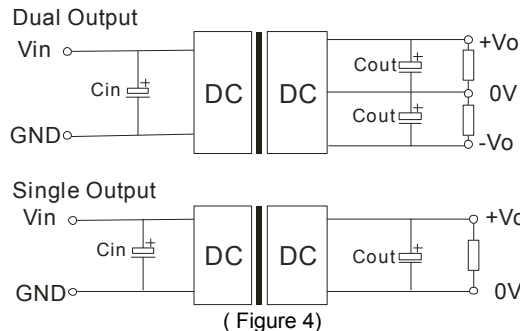 Dual Output
Vin
+Vo
Cin
+
DC
DC
Cout
+
0V
Cout
+
GND
-Vo
Single Output
Vin
+Vo
Cin
+
DC
DC
Cout
+
GND
0V
( Figure 4)